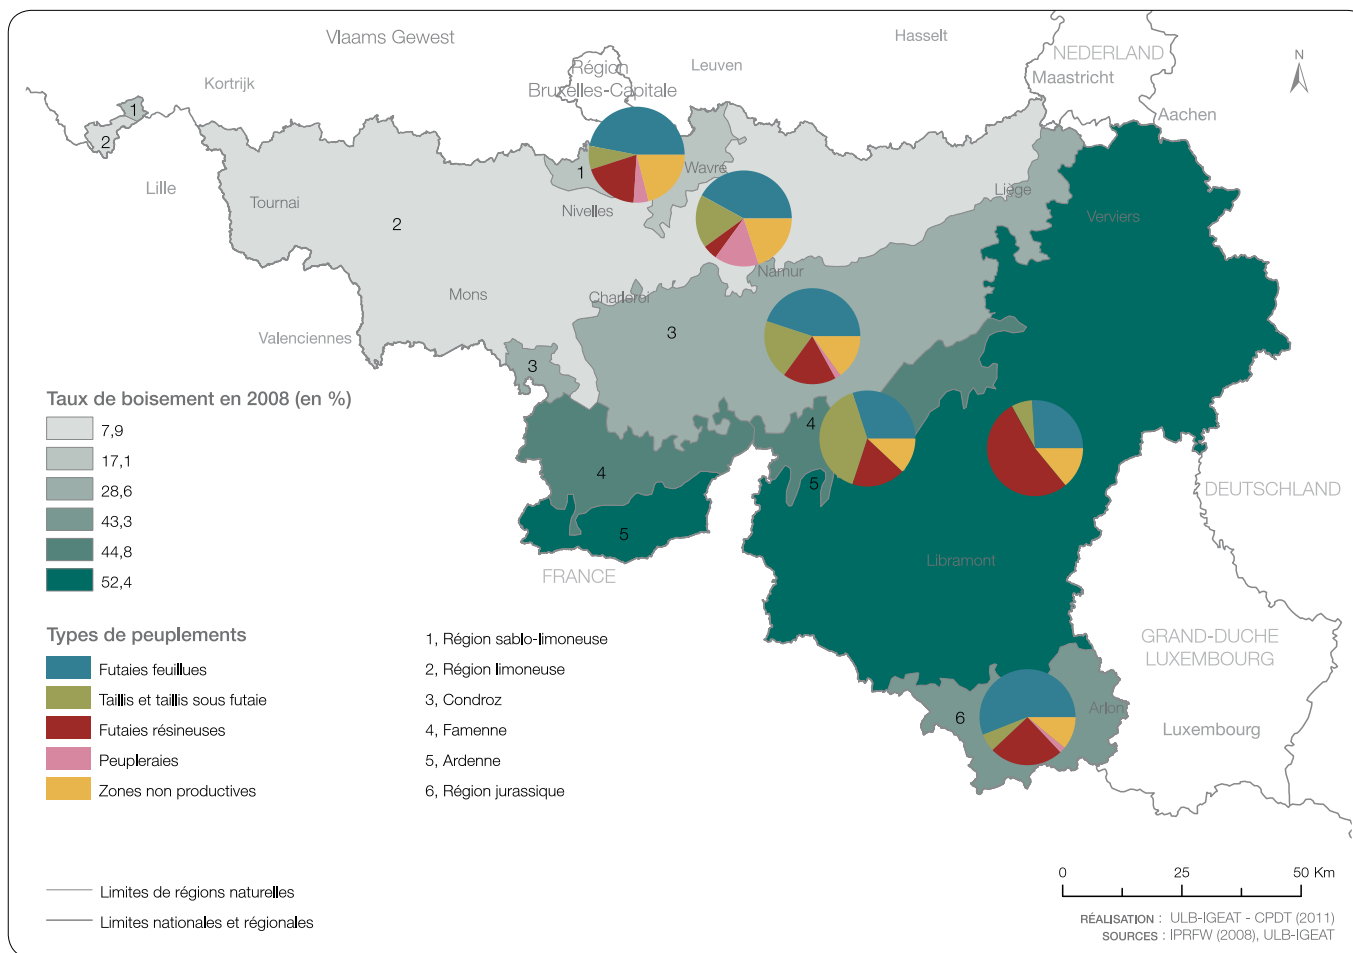 Vlaams Gewest
Hasselt
NEDERLAND
Maastricht
N
Leuven
Région
Bruxelles-Capitale
Kortrijk
Aachen
1
2
Lille
Tournai
2
1
Wavre
Nivelles
Liège
Verviers
Mons
Charleroi
Namur
Valenciennes
3
3
4
4
5
5
Libramont
FRANCE
DEUTSCHLAND
GRAND-DUCHE
LUXEMBOURG
Luxembourg
6
Arlon
Taux de boisement en 2008 (en %)
7,9
17,1
28,6
43,3
44,8
52,4
Types de peuplements
Futaies feuillues
Taillis et taillis sous futaie
Futaies résineuses
Peupleraies
Zones non productives
1, Région sablo-limoneuse
2, Région limoneuse
3, Condroz
4, Famenne
5, Ardenne
6, Région jurassique
Limites de régions naturelles
Limites nationales et régionales
0 25 50 Km
RÉALISATION : ULB-IGEAT - CPDT (2011)
SOURCES : IPRFW (2008), ULB-IGEAT